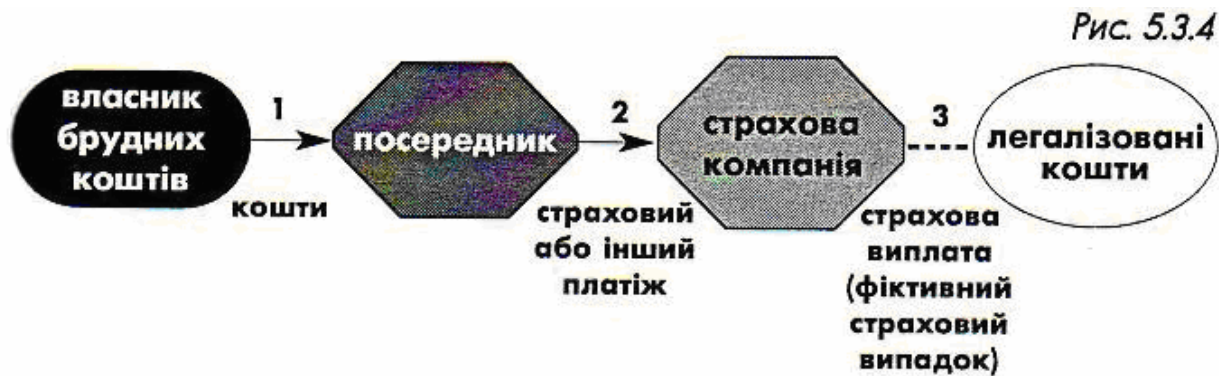 Рис. 5.3.4
власник
брудних
коштів
1
кошти
посередник
2
страховий
або інший
платіж
страхова
компанія
3
страхова
виплата
(фіктивний
страховий
випадок)
легалізовані
кошти